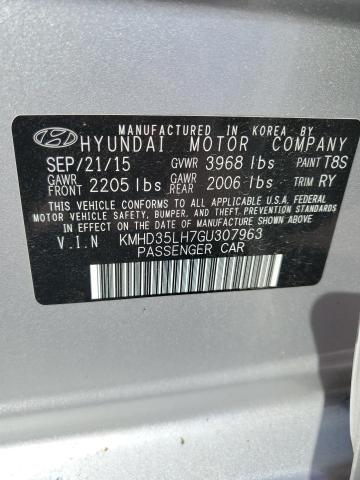 MANUFACTURED IN KOREA BY
HYUNDAI MOTOR COMPANY
SEP/21/15 GVWR 3968 lbs PAINT T8S
GAWR FRONT 2205 lbs GAWR REAR 2006 lbs TRIM RY
THIS VEHICLE CONFORMS TO ALL APPLICABLE U.S.A. FEDERAL
MOTOR VEHICLE SAFETY, BUMPER, AND THEFT PREVENTION
STANDARDS IN EFFECT ON THE DATE OF MANUFACTURE SHOWN ABOVE.
V.I.N KMHD35LH7GU307963
PASSENGER CAR